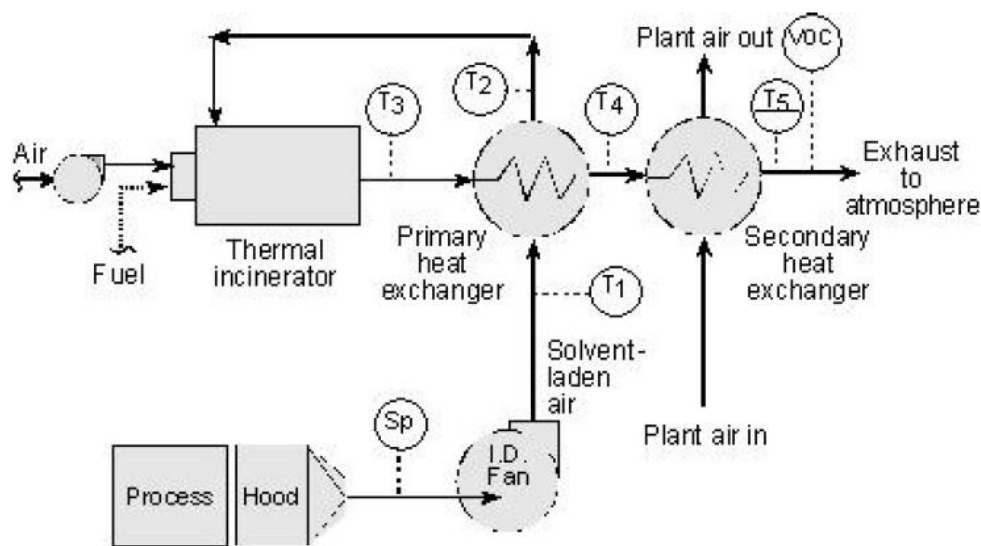 Plant air out
VOC
T3
T2
T4
T5
Air
Fuel
Thermal
incinerator
Primary
heat
exchanger
Secondary
heat
exchanger
Exhaust
to
atmosphere
T1
Solvent-
laden
air
Plant air in
Sp
I.D.
Fan
Process
Hood